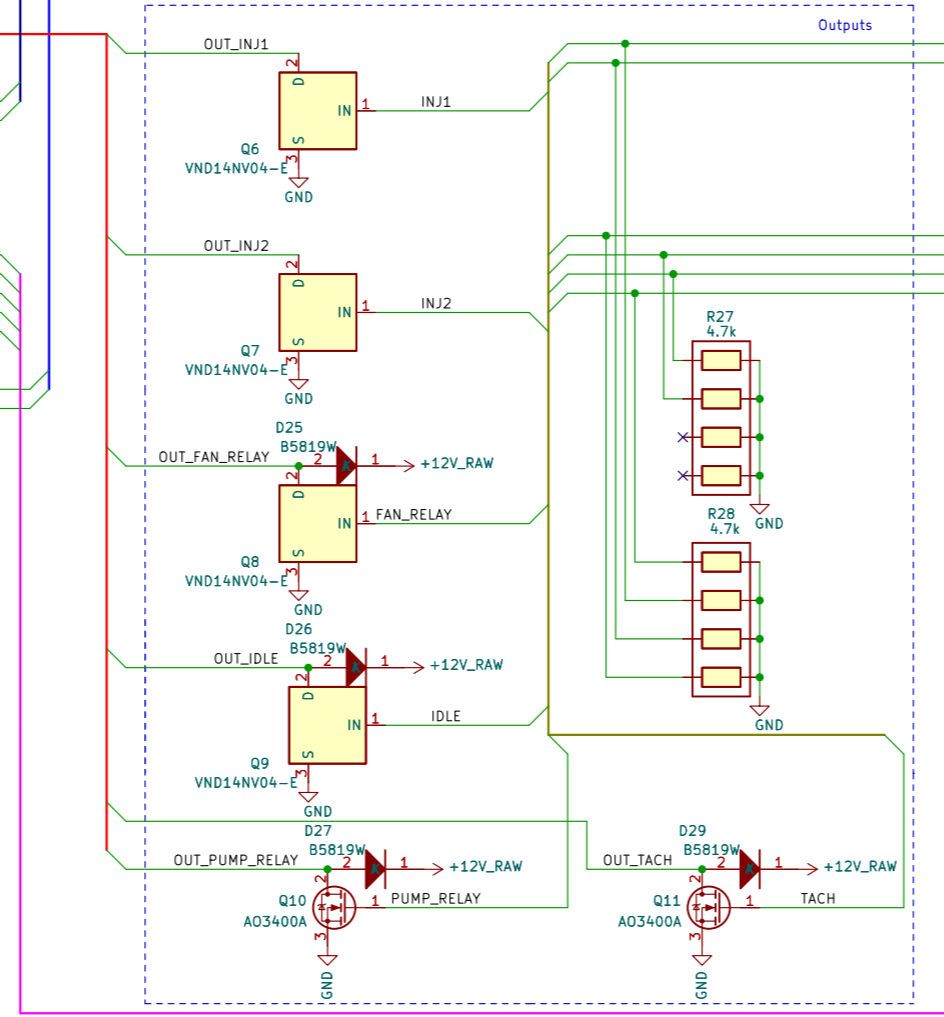 Outputs
OUT_INJ1
2
D
IN
1
INJ1
S
Q6
3
VND14NV04-E
GND
OUT_INJ2
2
D
IN
1
INJ2
S
Q7
3
VND14NV04-E
GND
R27
4.7k
GND
D25
B5819W
OUT_FAN_RELAY
2
K
1
+12V_RAW
2
D
IN
1
FAN_RELAY
S
Q8
3
VND14NV04-E
GND
R28
4.7k
GND
D26
B5819W
OUT_IDLE
2
K
1
+12V_RAW
2
D
IN
1
IDLE
S
Q9
3
VND14NV04-E
GND
D27
B5819W
OUT_PUMP_RELAY
2
K
1
+12V_RAW
2
Q10
1
PUMP_RELAY
AO3400A
3
GND
D29
B5819W
OUT_TACH
2
K
1
+12V_RAW
2
Q11
1
TACH
AO3400A
3
GND